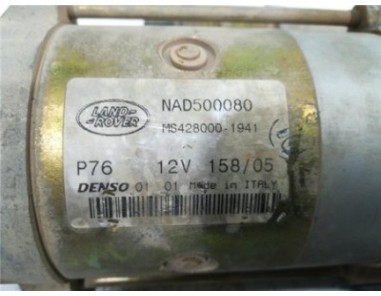 LAND-
ROVER
NAD500080
MS428000-1941
P76 12V 158/05
DENSO 01 01 Made in ITALY